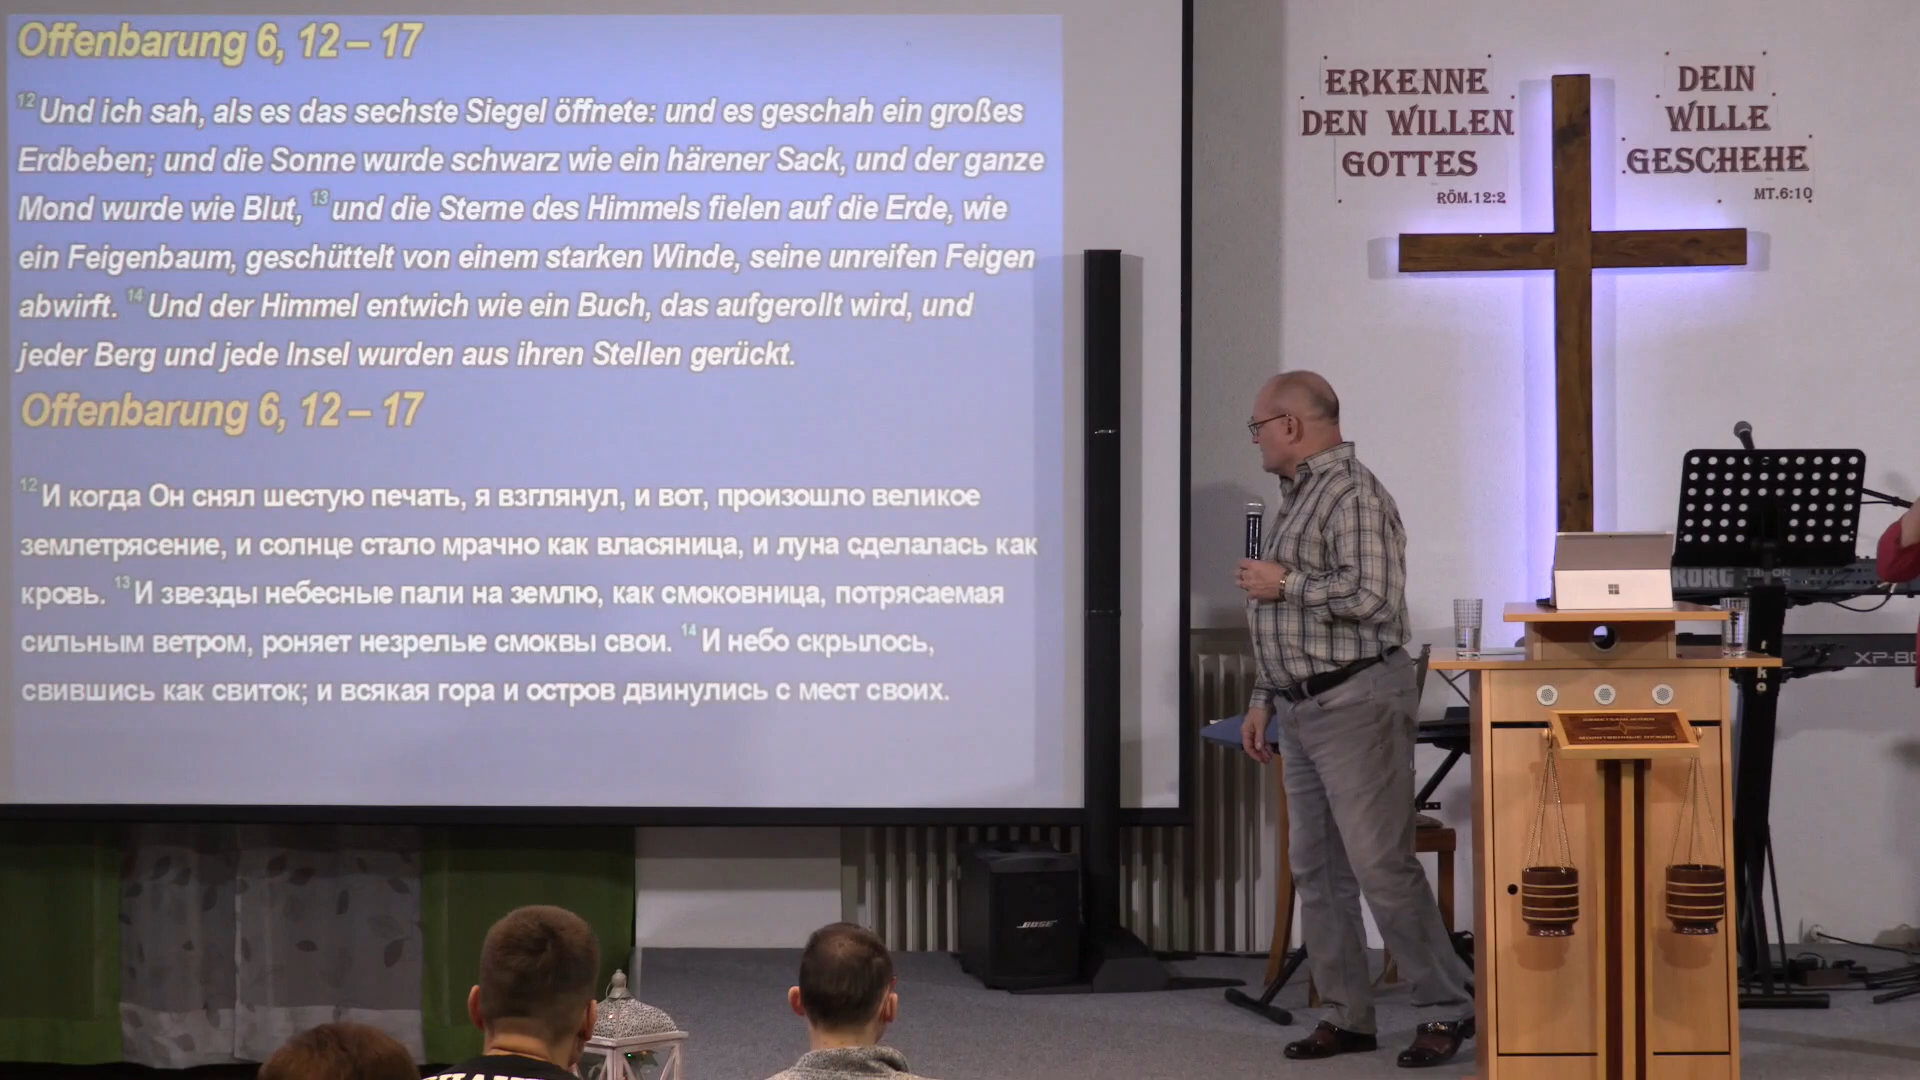 Offenbarung 6, 12 – 17
12 Und ich sah, als es das sechste Siegel öffnete: und es geschah ein großes
Erdbeben; und die Sonne wurde schwarz wie ein härener Sack, und der ganze
Mond wurde wie Blut, 13 und die Sterne des Himmels fielen auf die Erde, wie
ein Feigenbaum, geschüttelt von einem starken Winde, seine unreifen Feigen
abwirft. 14 Und der Himmel entwich wie ein Buch, das aufgerollt wird, und
jeder Berg und jede Insel wurden aus ihren Stellen gerückt.
Offenbarung 6, 12 – 17
12 И когда Он снял шестую печать, я взглянул, и вот, произошло великое
землетрясение, и солнце стало мрачно как власяница, и луна сделалась как
кровь. 13 И звезды небесные пали на землю, как смоковница, потрясаемая
сильным ветром, роняет незрелые смоквы свои. 14 И небо скрылось,
свившись как свиток; и всякая гора и остров двинулись с мест своих.
ERKENNE
DEN WILLEN
GOTTES
RÖM.12:2
DEIN
WILLE
GESCHEHE
MT.6:10
KORG
XP-80
BOSE